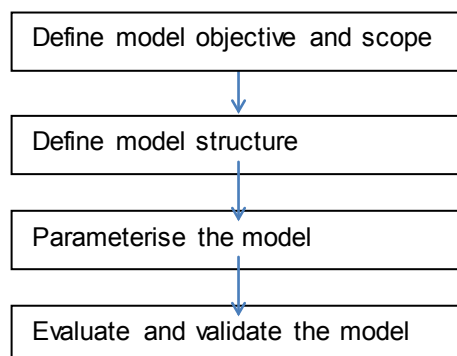 Define model objective and scope
Define model structure
Parameterise the model
Evaluate and validate the model